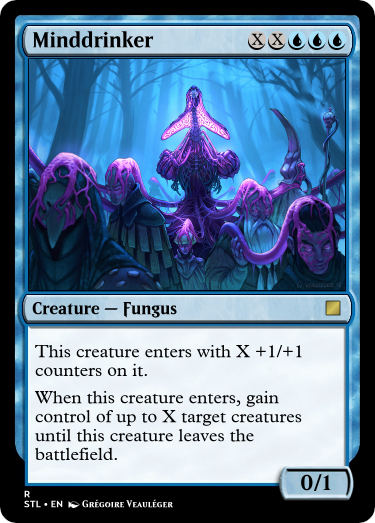 Minddrinker XXUUU
Creature — Fungus
This creature enters with X +1/+1
counters on it.
When this creature enters, gain
control of up to X target creatures
until this creature leaves the
battlefield.
0/1
R
STL • EN Grégoire Veauléger